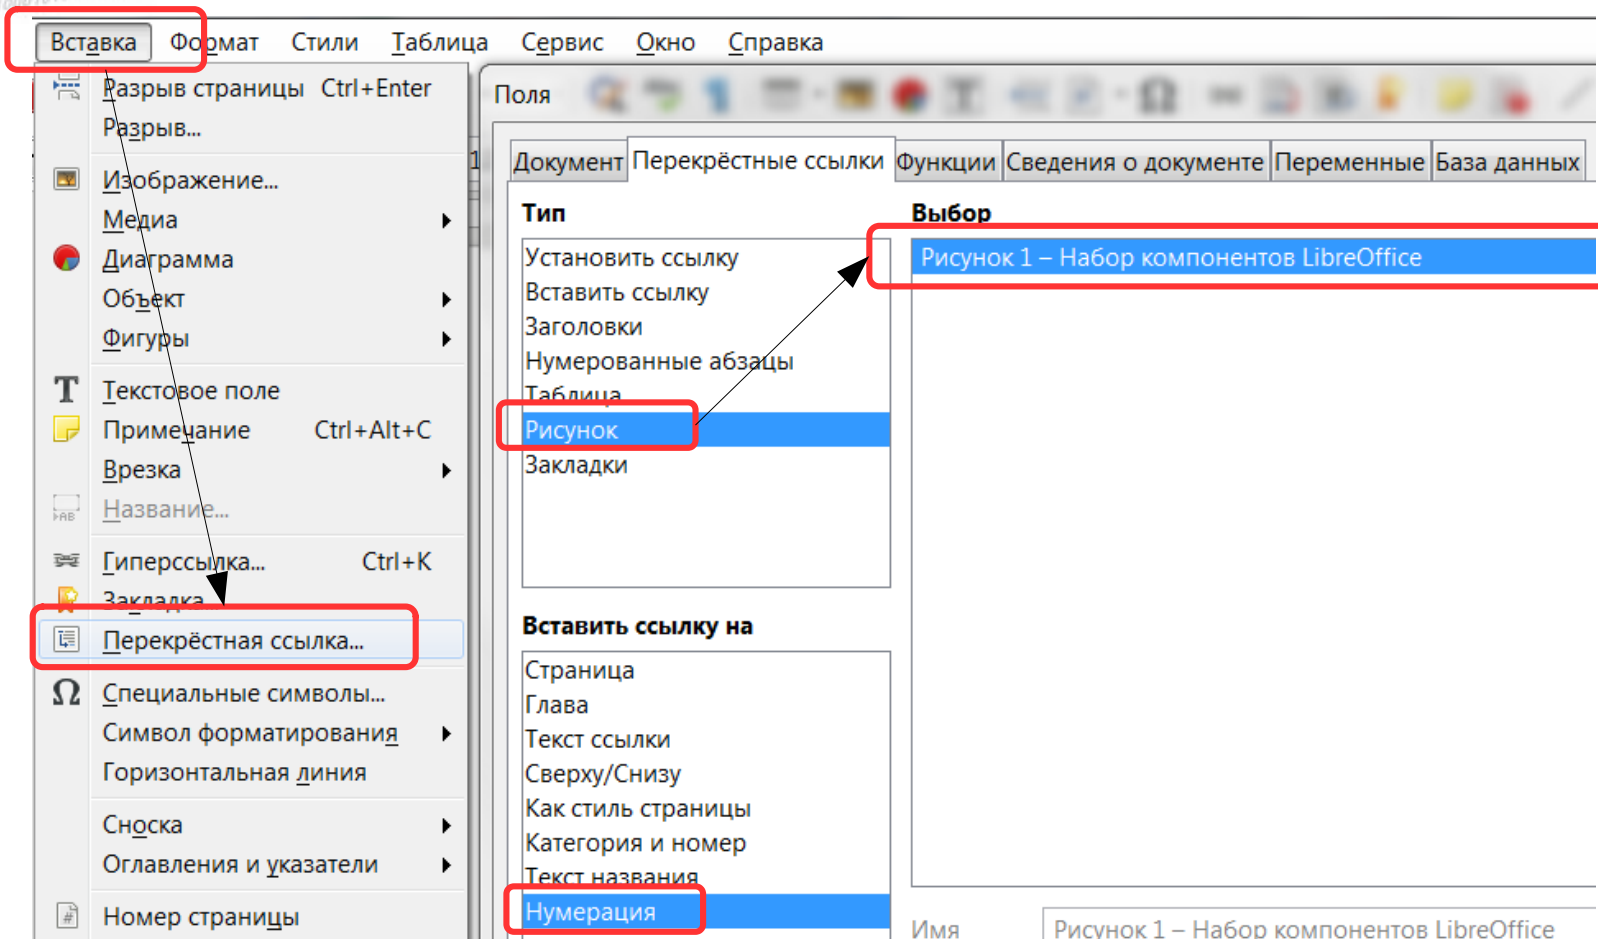 Вставка Формат Стили Таблица Сервис Окно Справка
Разрыв страницы Ctrl+Enter
Разрыв...
Изображение...
Медиа
Диаграмма
Объект
Фигуры
Текстовое поле
Примечание Ctrl+Alt+C
Врезка
Название...
Гиперссылка... Ctrl+K
Закладка...
Перекрёстная ссылка...
Специальные символы...
Символ форматирования
Горизонтальная линия
Сноска
Оглавления и указатели
Номер страницы
Поля
Документ Перекрёстные ссылки Функции Сведения о документе Переменные База данных
Тип
Установить ссылку
Вставить ссылку
Заголовки
Нумерованные абзацы
Таблица
Рисунок
Закладки
Выбор
Рисунок 1 – Набор компонентов LibreOffice
Вставить ссылку на
Страница
Глава
Текст ссылки
Сверху/Снизу
Как стиль страницы
Категория и номер
Текст названия
Нумерация
Имя
Рисунок 1 – Набор компонентов LibreOffice